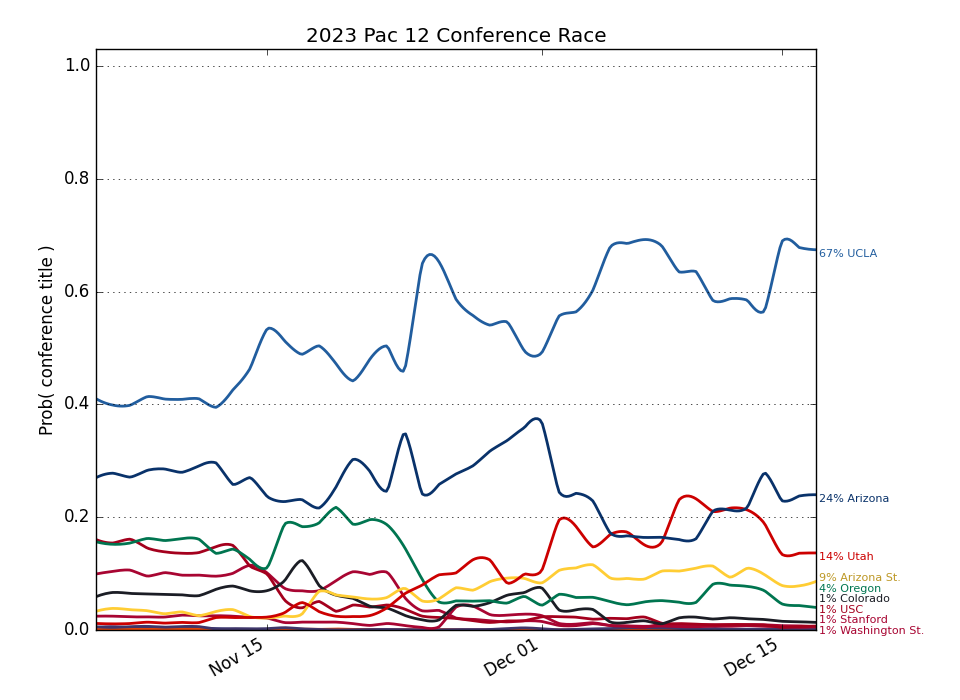 2023 Pac 12 Conference Race
Prob( conference title )
1.0
0.8
0.6
0.4
0.2
0.0
67% UCLA
24% Arizona
14% Utah
9% Arizona St.
4% Oregon
1% Colorado
1% USC
1% Stanford
1% Washington St.
Nov 15
Dec 01
Dec 15